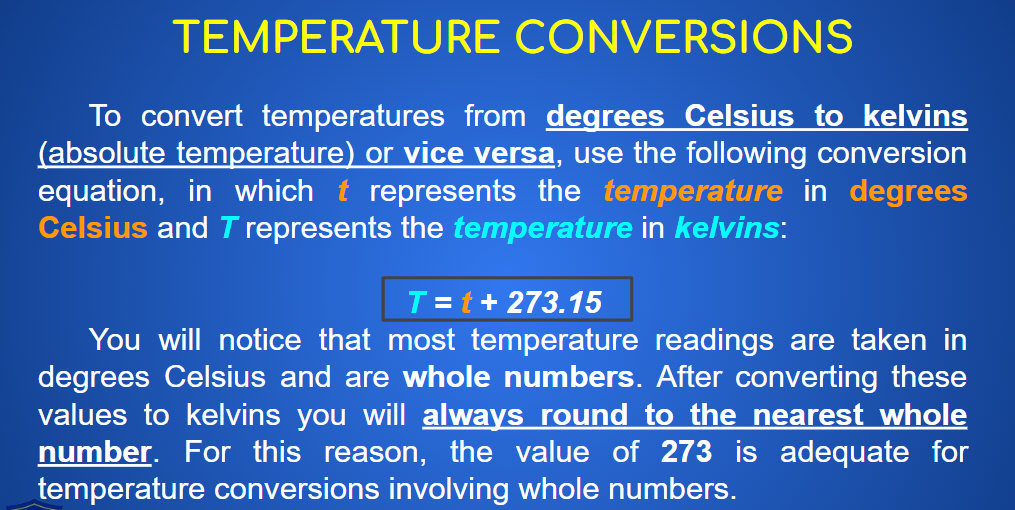 TEMPERATURE CONVERSIONS
To convert temperatures from degrees Celsius to kelvins
(absolute temperature) or vice versa, use the following conversion
equation, in which t represents the temperature in degrees
Celsius and T represents the temperature in kelvins:
T = t + 273.15
You will notice that most temperature readings are taken in
degrees Celsius and are whole numbers. After converting these
values to kelvins you will always round to the nearest whole
number. For this reason, the value of 273 is adequate for
temperature conversions involving whole numbers.